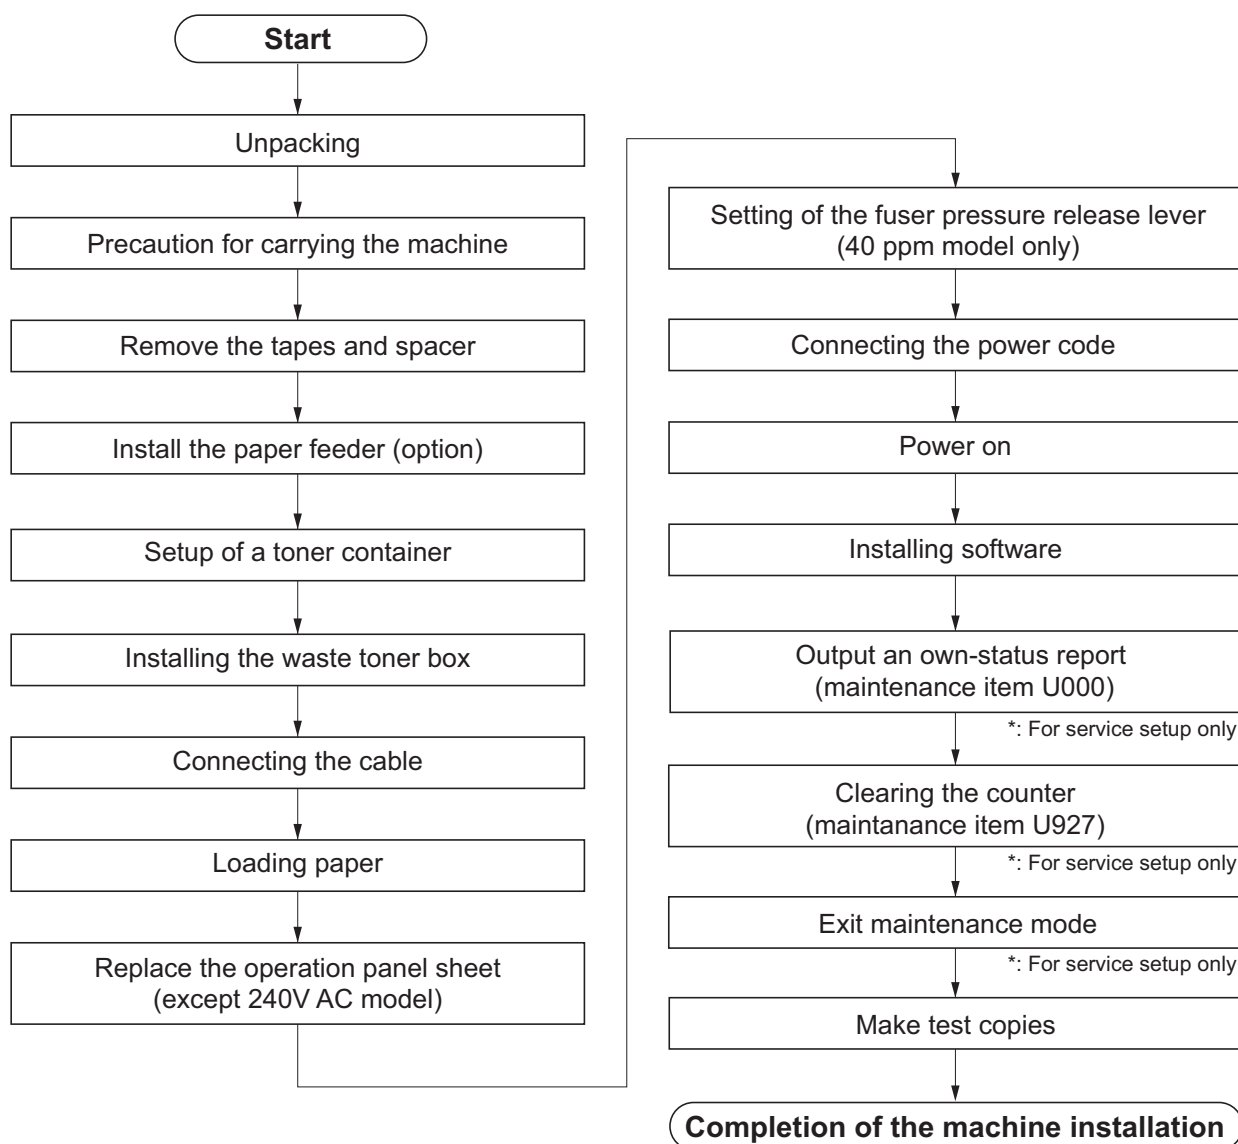 Start
Unpacking
Precaution for carrying the machine
Remove the tapes and spacer
Install the paper feeder (option)
Setup of a toner container
Installing the waste toner box
Connecting the cable
Loading paper
Replace the operation panel sheet
(except 240V AC model)
Setting of the fuser pressure release lever
(40 ppm model only)
Connecting the power code
Power on
Installing software
Output an own-status report
(maintenance item U000)
*: For service setup only
Clearing the counter
(maintanance item U927)
*: For service setup only
Exit maintenance mode
*: For service setup only
Make test copies
Completion of the machine installation